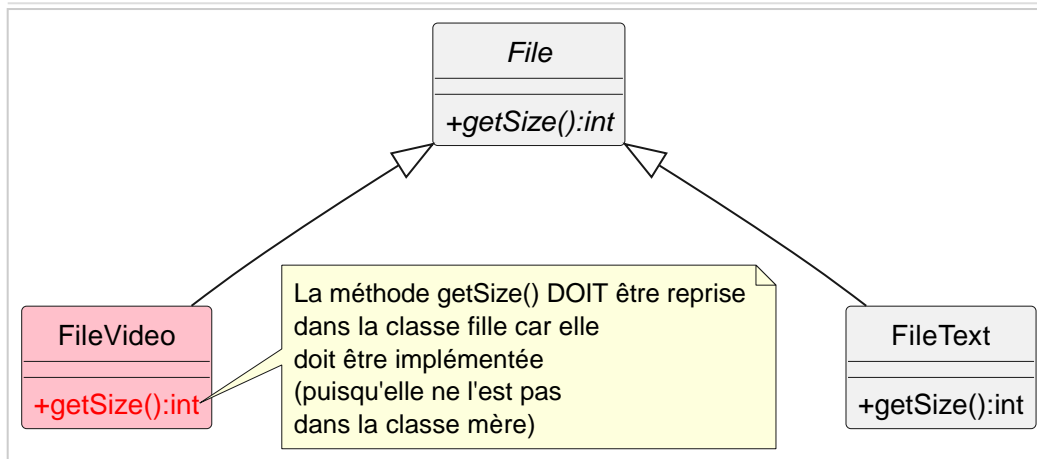 File
+getSize():int
La méthode getSize() DOIT être reprise
dans la classe fille car elle
doit être implémentée
(puisqu'elle ne l'est pas
dans la classe mère)
FileVideo
+getSize():int
FileText
+getSize():int